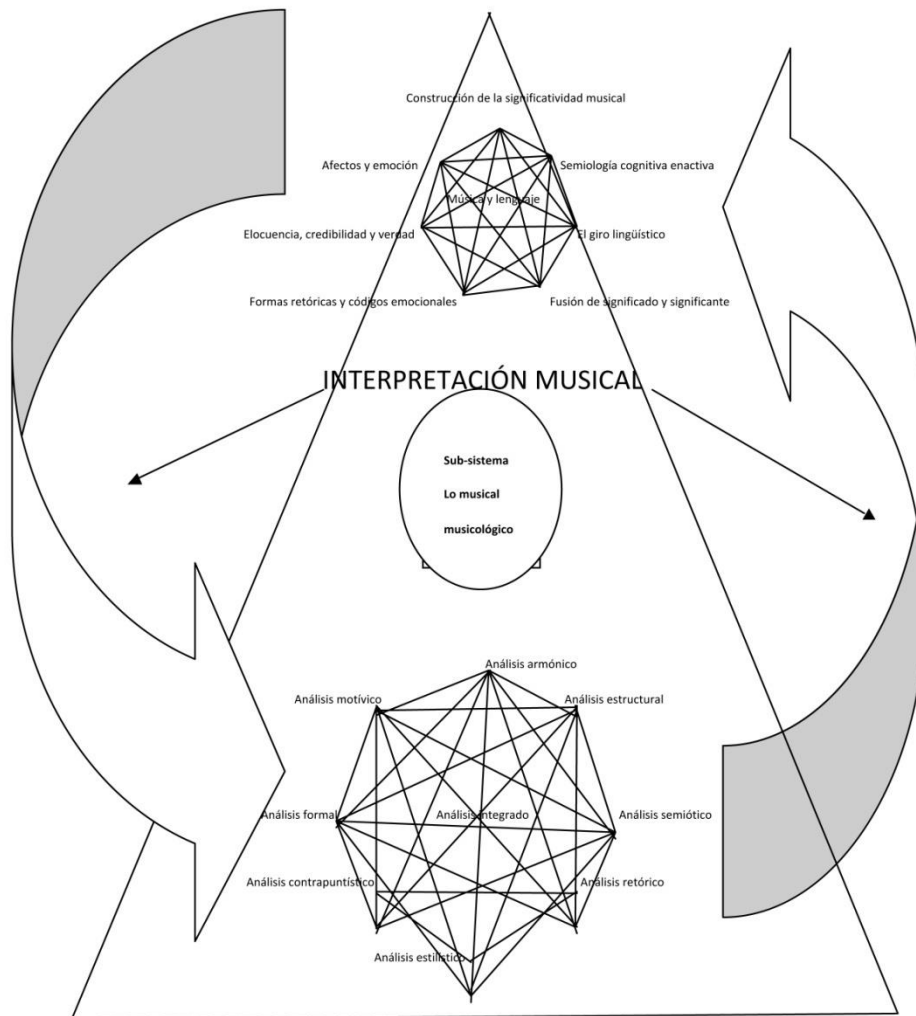 Construcción de la significatividad musical
Afectos y emoción
Semiología cognitiva enactiva
Música y lenguaje
Elocuencia, credibilidad y verdad
El giro lingüístico
Formas retóricas y códigos emocionales
Fusión de significado y significante
INTERPRETACIÓN MUSICAL
Sub-sistema
Lo musical
musicológico
Análisis armónico
Análisis motívico
Análisis estructural
Análisis formal
Análisis integrado
Análisis semiótico
Análisis contrapuntístico
Análisis retórico
Análisis estilístico